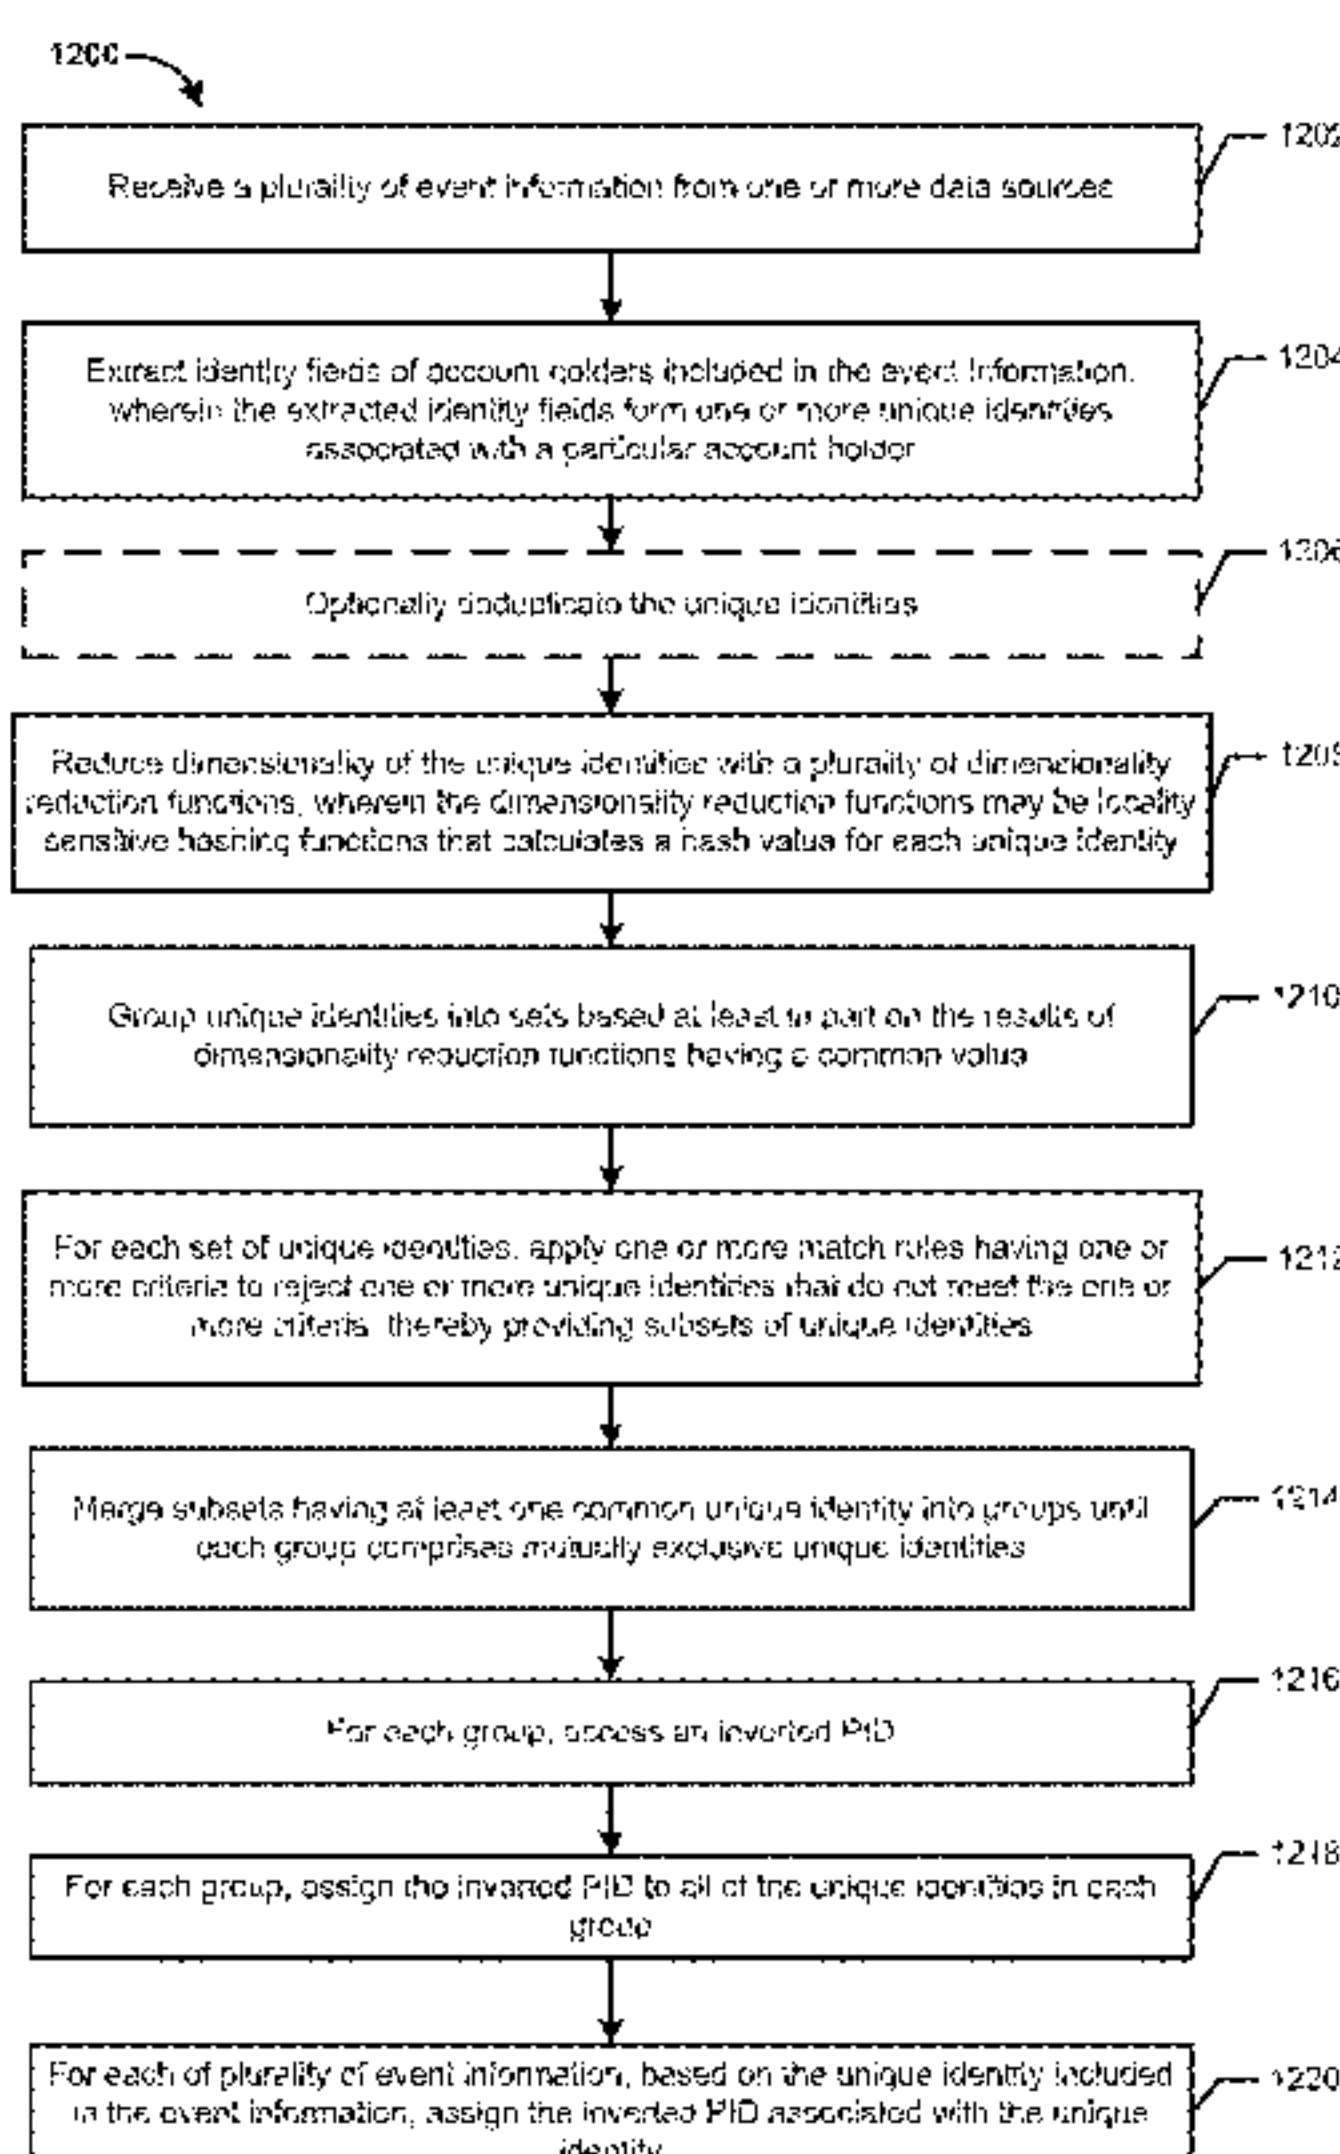 1200
1202
Receive a plurality of event information from one or more data sources
1204
Extract identity fields of account holders included in the event information,
wherein the extracted identity fields form one or more unique identities
associated with a particular account holder
1206
Optionally deduplicate the unique identities
1208
Reduce dimensionality of the unique identities with a plurality of dimensionality
reduction functions, wherein the dimensionality reduction functions may be locality
sensitive hashing functions that calculates a hash value for each unique identity
1210
Group unique identities into sets based at least in part on the results of
dimensionality reduction functions having a common value
1212
For each set of unique identities, apply one or more match rules having one or
more criteria to reject one or more unique identities that do not meet the one or
more criteria, thereby providing subsets of unique identities
1214
Merge subsets having at least one common unique identity into groups until
each group comprises mutually exclusive unique identities
1216
For each group, access an inverted PID
1218
For each group, assign the inverted PID to all of the unique identities in each
group
1220
For each of plurality of event information, based on the unique identity included
in the event information, assign the inverted PID associated with the unique
identity